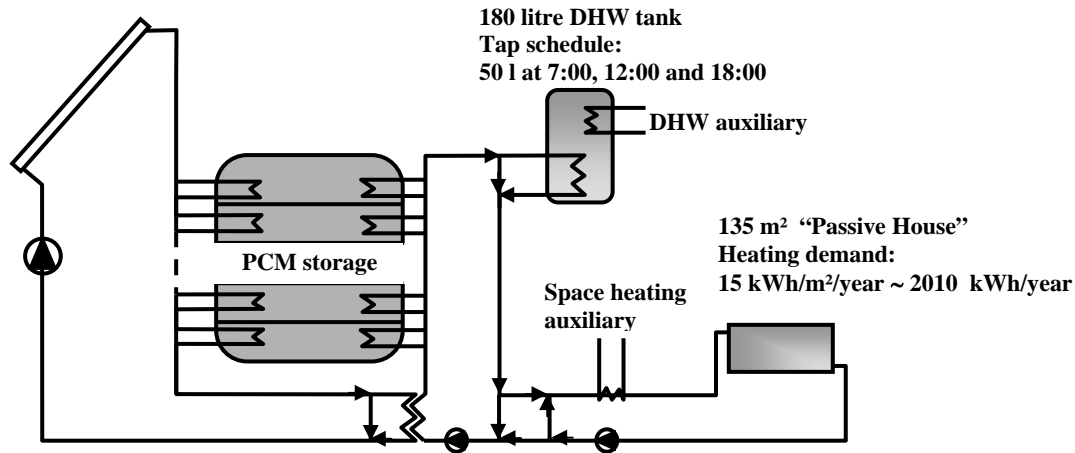 180 litre DHW tank
Tap schedule:
50 l at 7:00, 12:00 and 18:00
DHW auxiliary
PCM storage
135 m² “Passive House”
Heating demand:
15 kWh/m²/year ~ 2010 kWh/year
Space heating
auxiliary